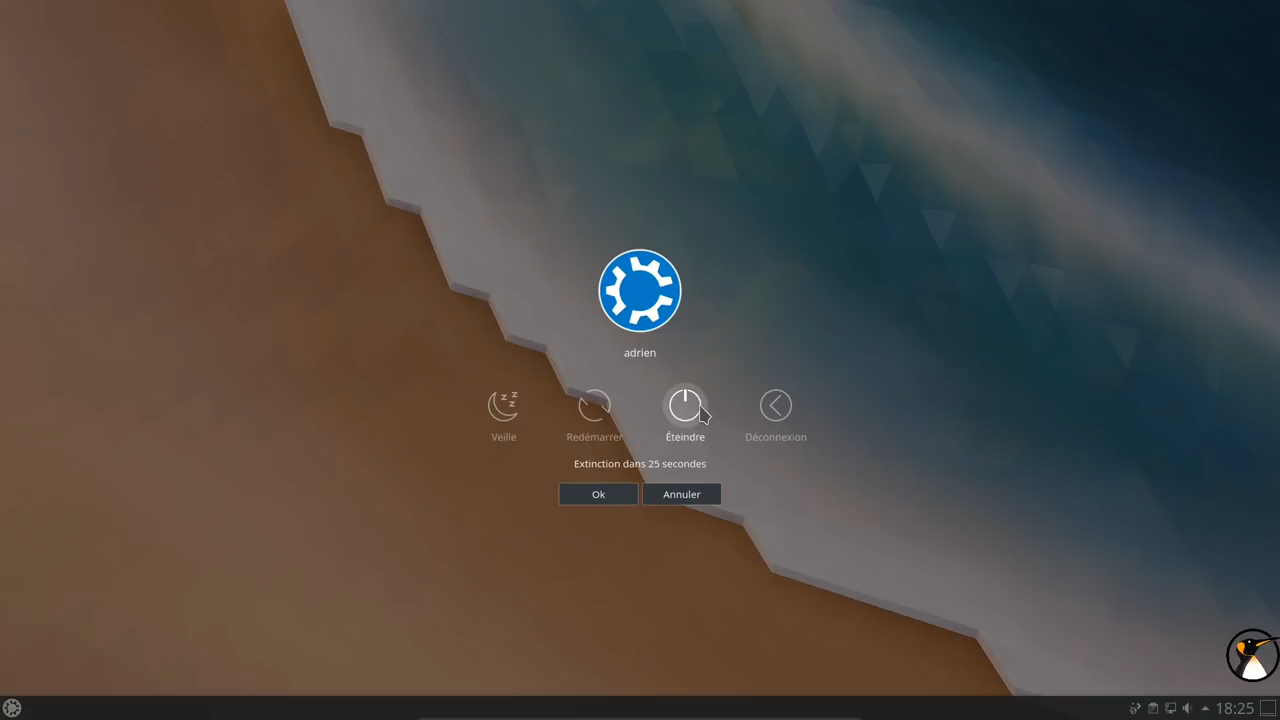 adrien
Veille
Redémarrer
Éteindre
Déconnexion
Extinction dans 25 secondes
Ok
Annuler
18:25